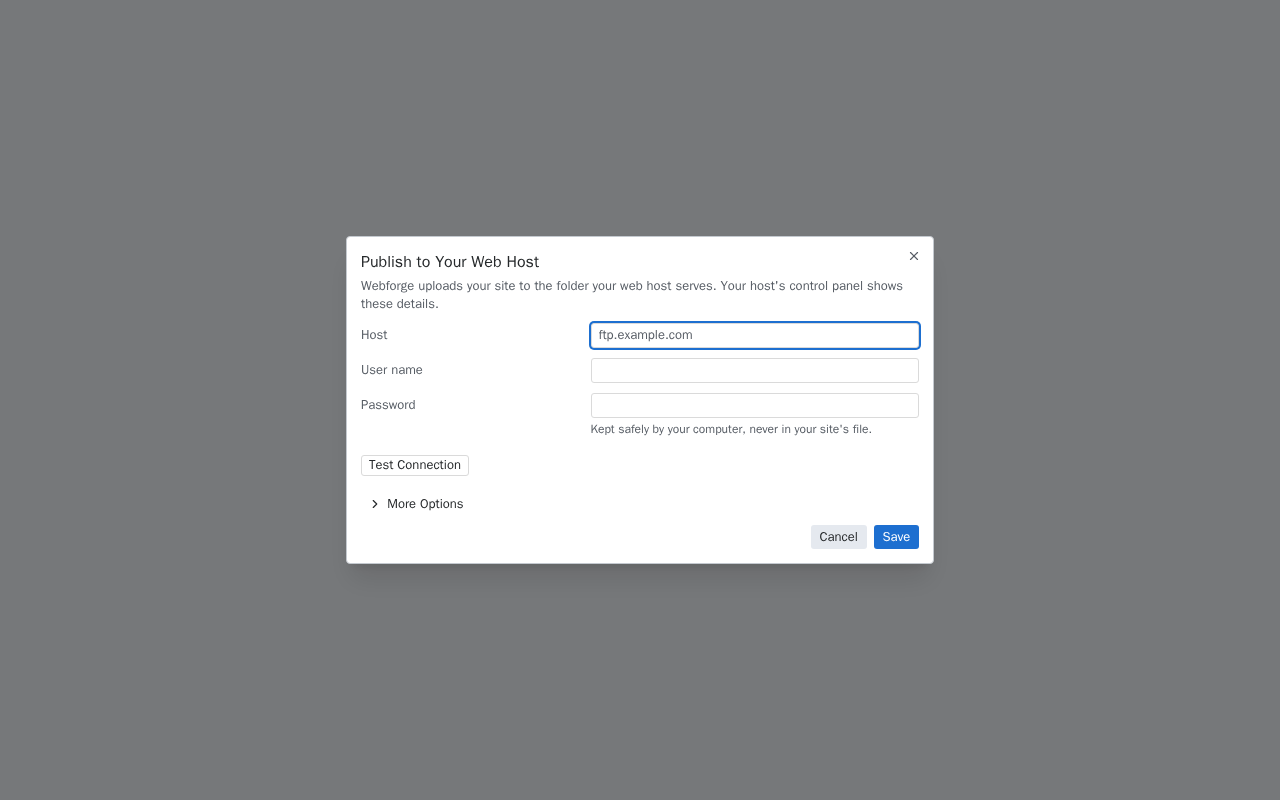 Publish to Your Web Host
Webforge uploads your site to the folder your web host serves. Your host's control panel shows
these details.
Host
ftp.example.com
User name
Password
Kept safely by your computer, never in your site's file.
Test Connection
More Options
Cancel
Save